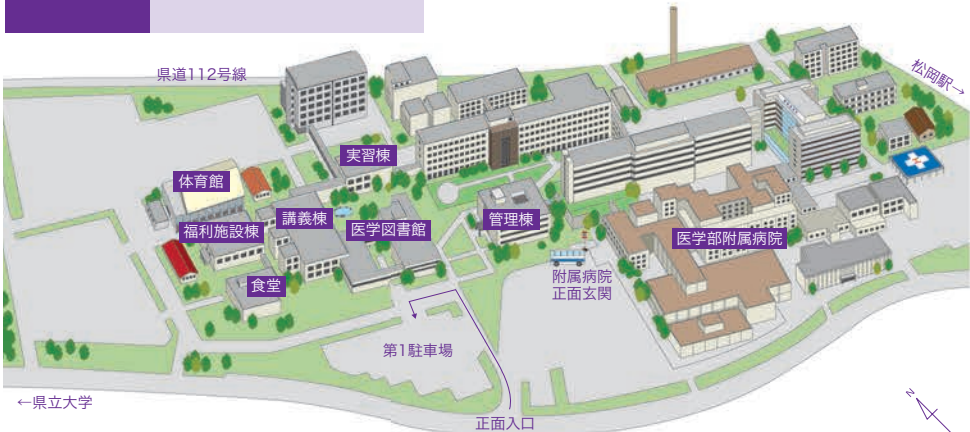 県道112号線
松岡駅→
実習棟
体育館
講義棟
福利施設棟
医学図書館
管理棟
医学部附属病院
食堂
附属病院
正面玄関
第1駐車場
←県立大学
正面入口
N